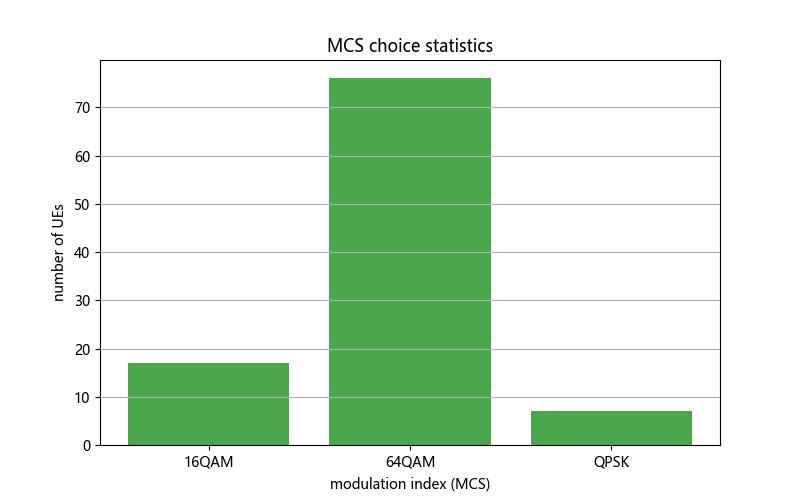 MCS choice statistics
number of UEs
70
60
50
40
30
20
10
0
16QAM 64QAM QPSK
modulation index (MCS)